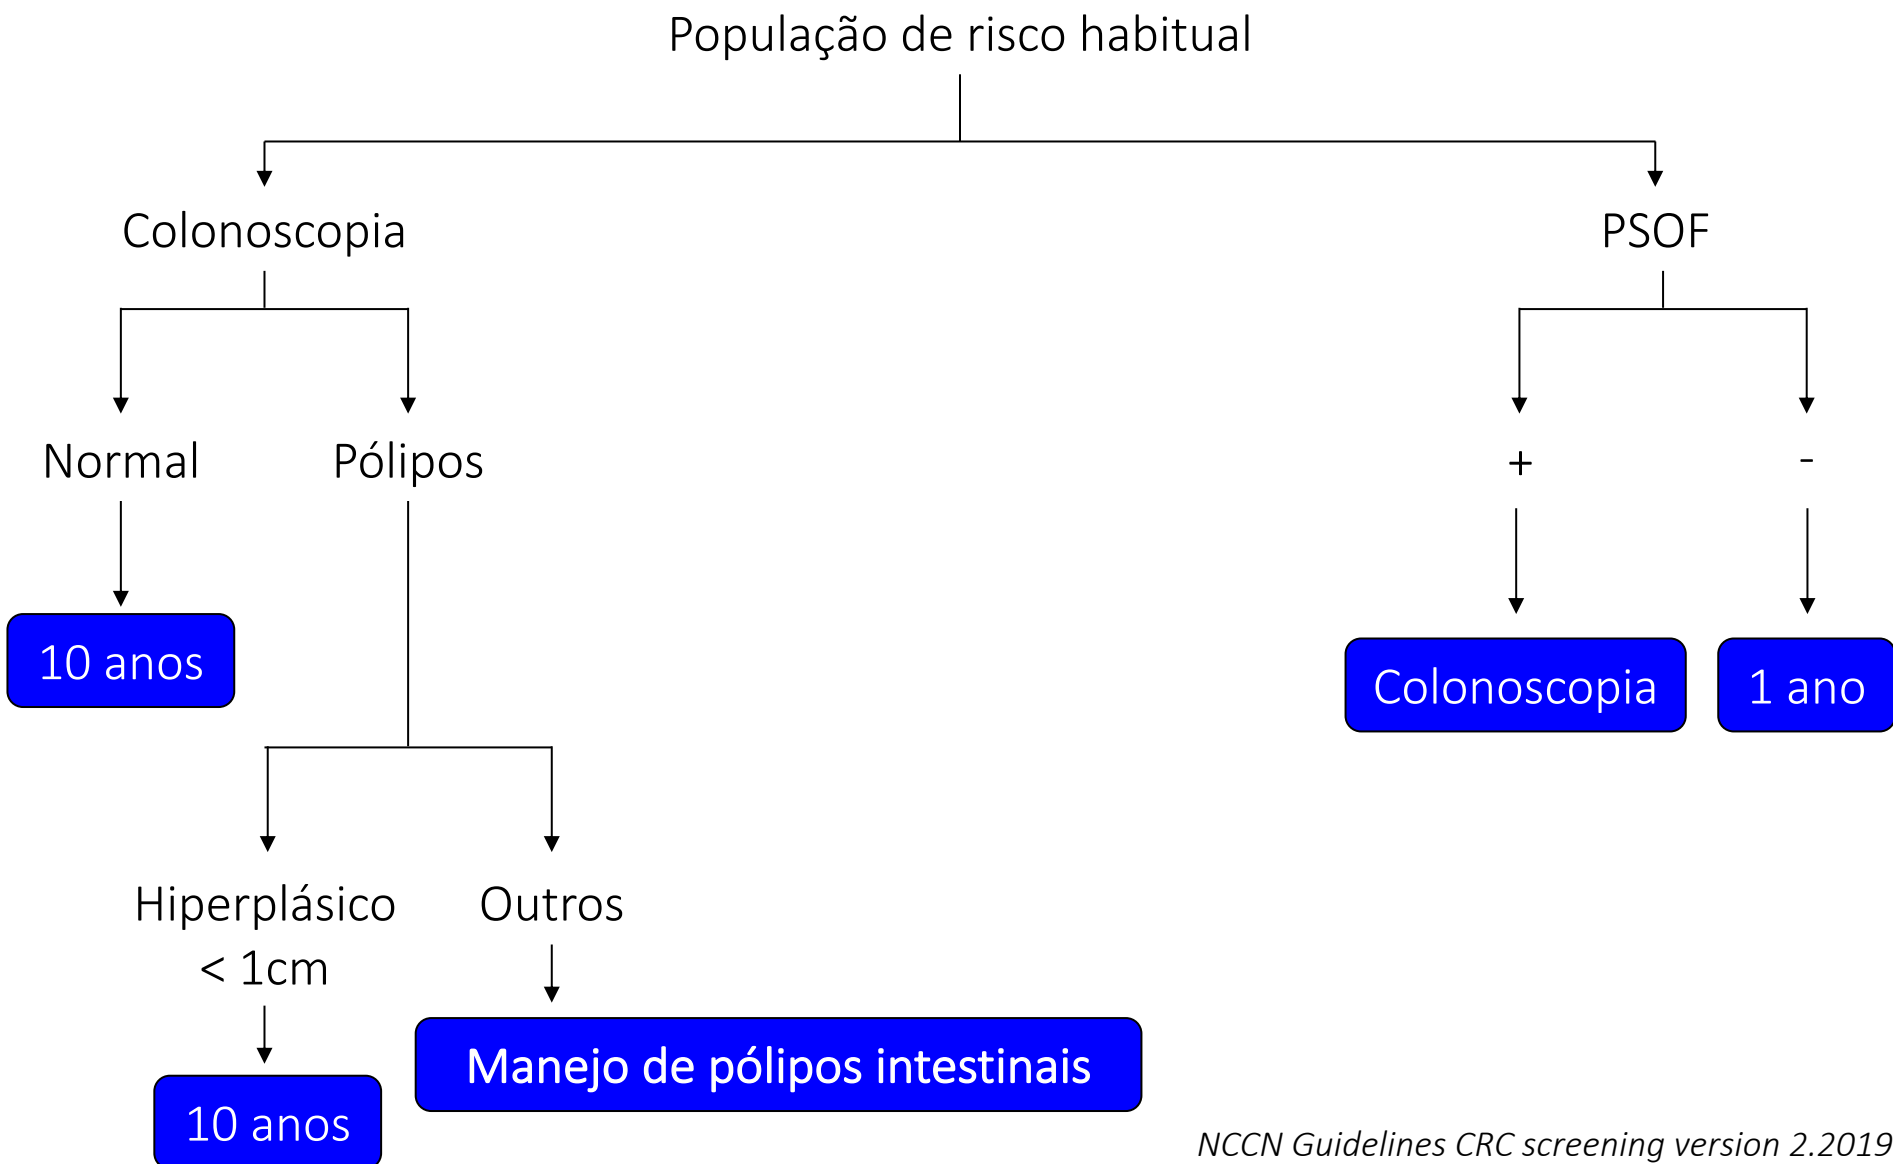 População de risco habitual
Colonoscopia
PSOF
Normal
Pólipos
+
-
10 anos
Colonoscopia
1 ano
Hiperplásico
< 1cm
Outros
Manejo de pólipos intestinais
10 anos
NCCN Guidelines CRC screening version 2.2019